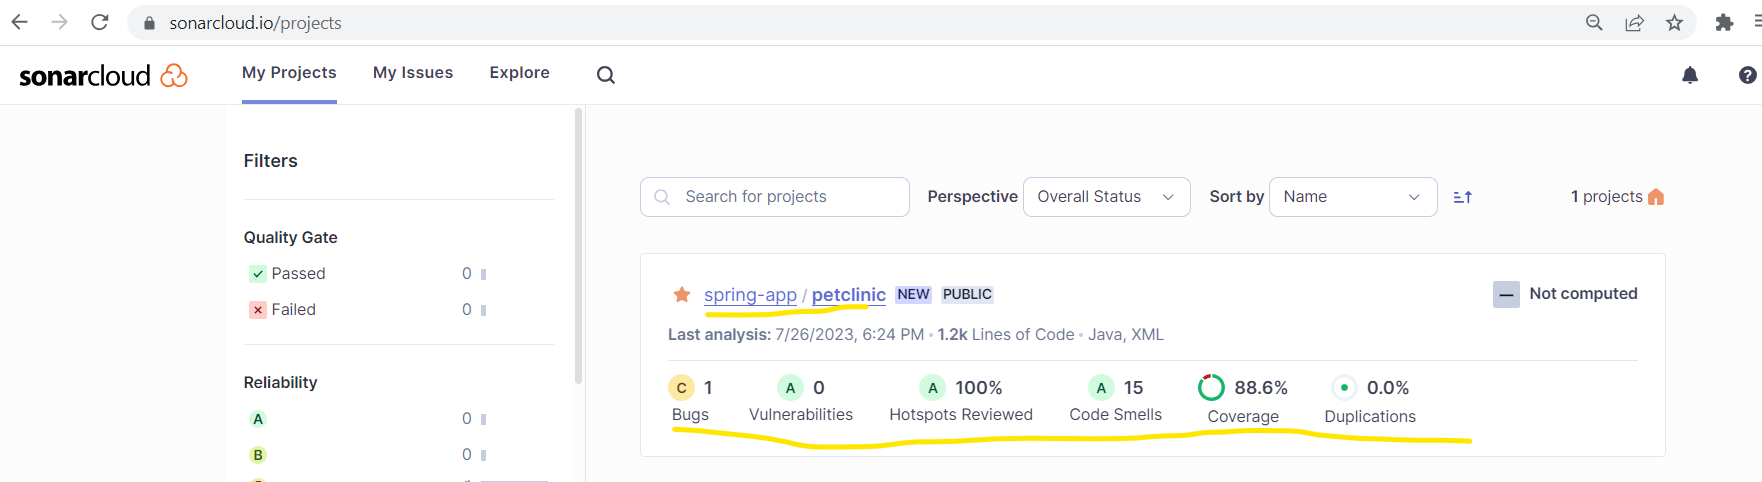 sonarcloud.io/projects
sonarcloud My Projects My Issues Explore
Filters
Search for projects Perspective Overall Status Sort by Name 1 projects
Quality Gate
Passed 0
Failed 0
spring-app / petclinic NEW PUBLIC Not computed
Last analysis: 7/26/2023, 6:24 PM • 1.2k Lines of Code • Java, XML
Reliability
A 0
B 0
C 1 A 0 A 100% A 15 88.6% 0.0%
Bugs Vulnerabilities Hotspots Reviewed Code Smells Coverage Duplications